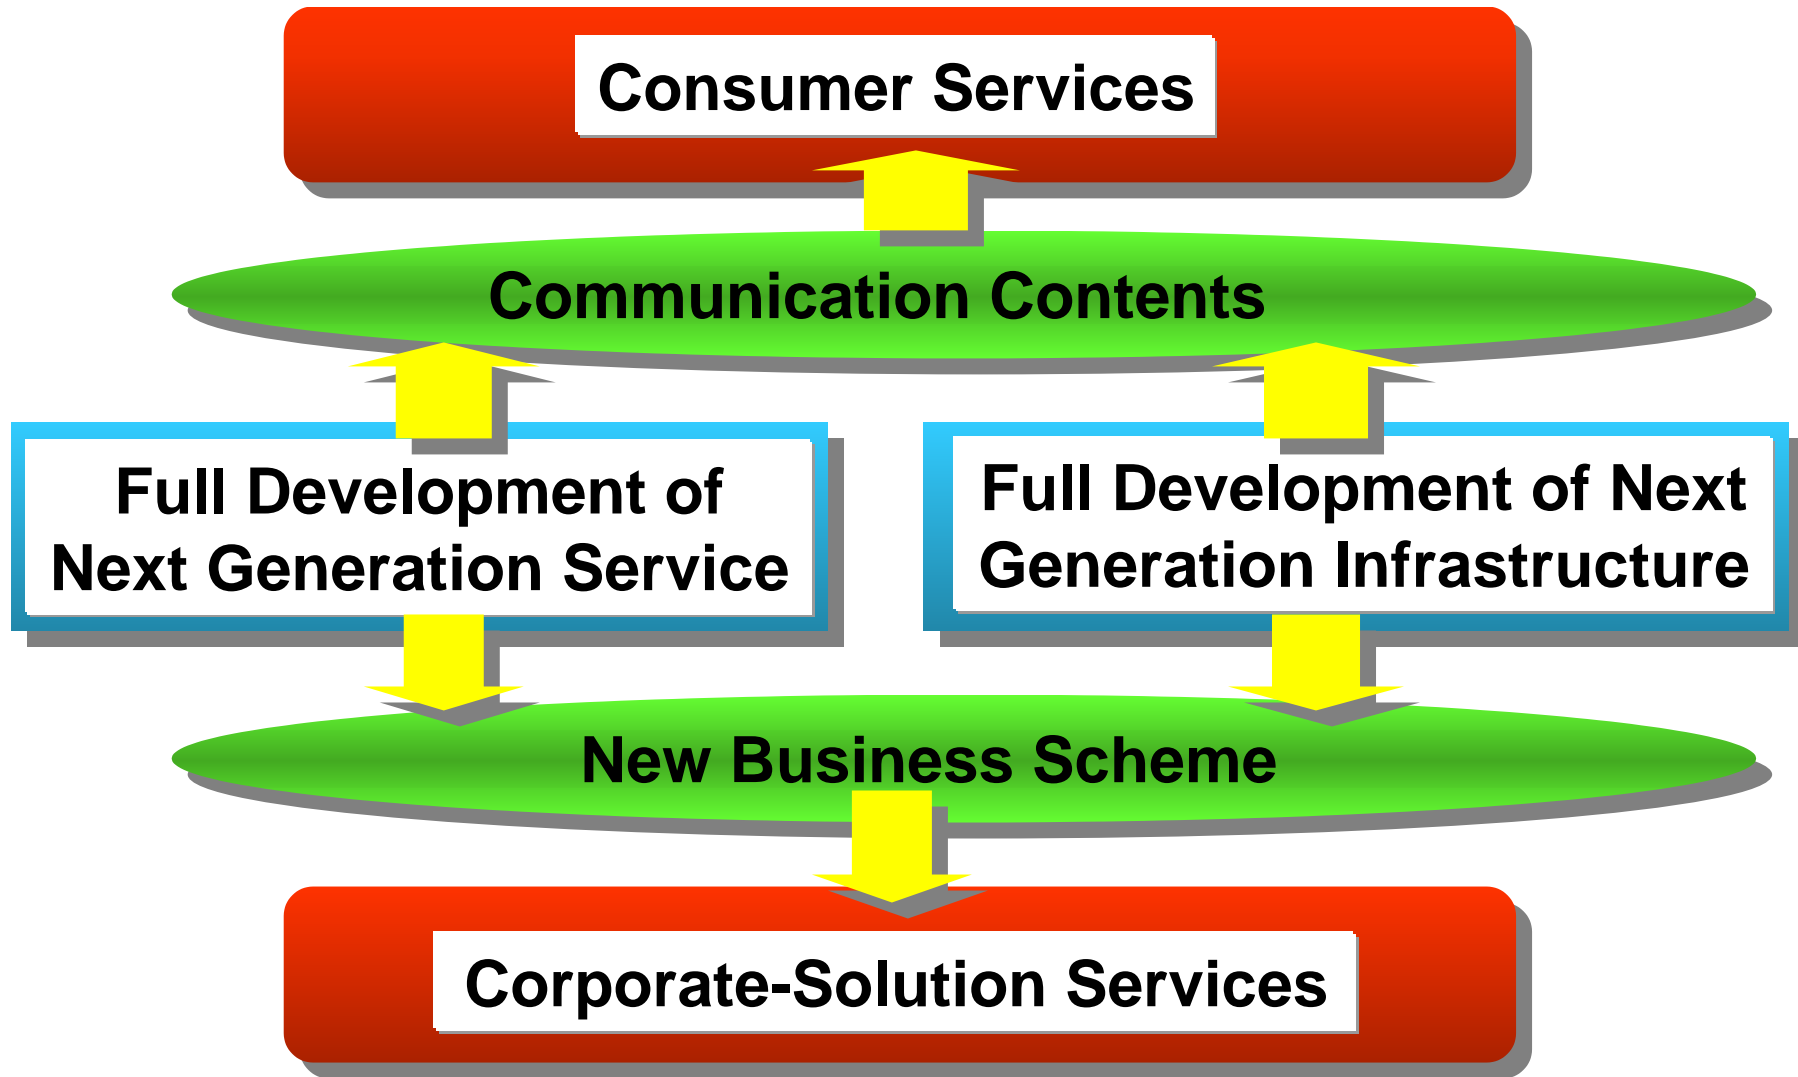 Consumer Services
Communication Contents
Full Development of
Next Generation Service
Full Development of Next
Generation Infrastructure
New Business Scheme
Corporate-Solution Services